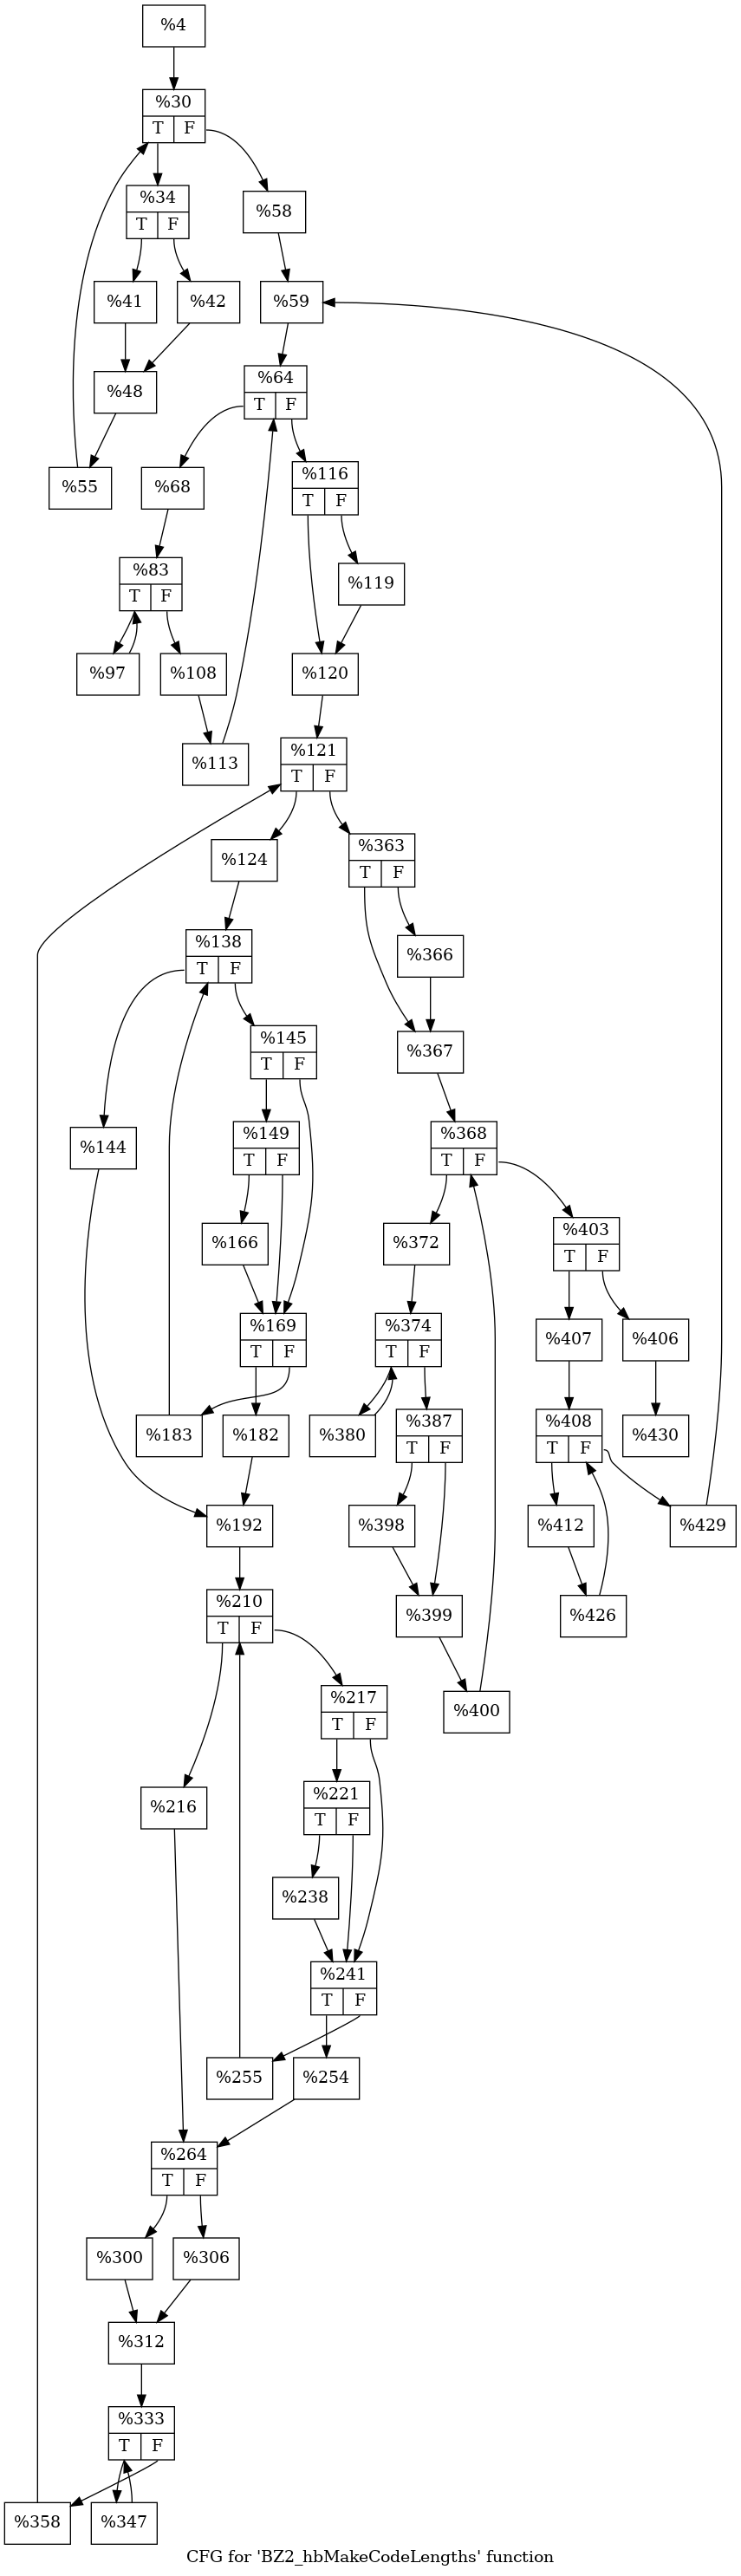 %4
%30
T F
%34
T F
%58
%41
%42
%59
%48
%64
T F
%55
%68
%116
T F
%83
T F
%119
%97
%108
%120
%113
%121
T F
%124
%363
T F
%138
T F
%366
%145
T F
%367
%144
%149
T F
%368
T F
%166
%372
%403
T F
%169
T F
%374
T F
%407
%406
%183
%182
%380
%387
T F
%408
T F
%430
%192
%398
%412
%429
%210
T F
%399
%426
%217
T F
%400
%216
%221
T F
%238
%241
T F
%255
%254
%264
T F
%300
%306
%312
%333
T F
%358
%347
CFG for 'BZ2_hbMakeCodeLengths' function